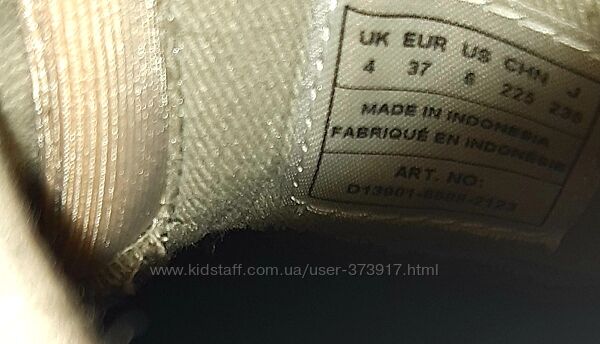 UK EUR US CHN J
4 37 6 225 235
MADE IN INDONESIA
FABRIQUÉ EN INDONÉSIE
ART. NO:
www.kidstaff.com.ua/user-373917.html